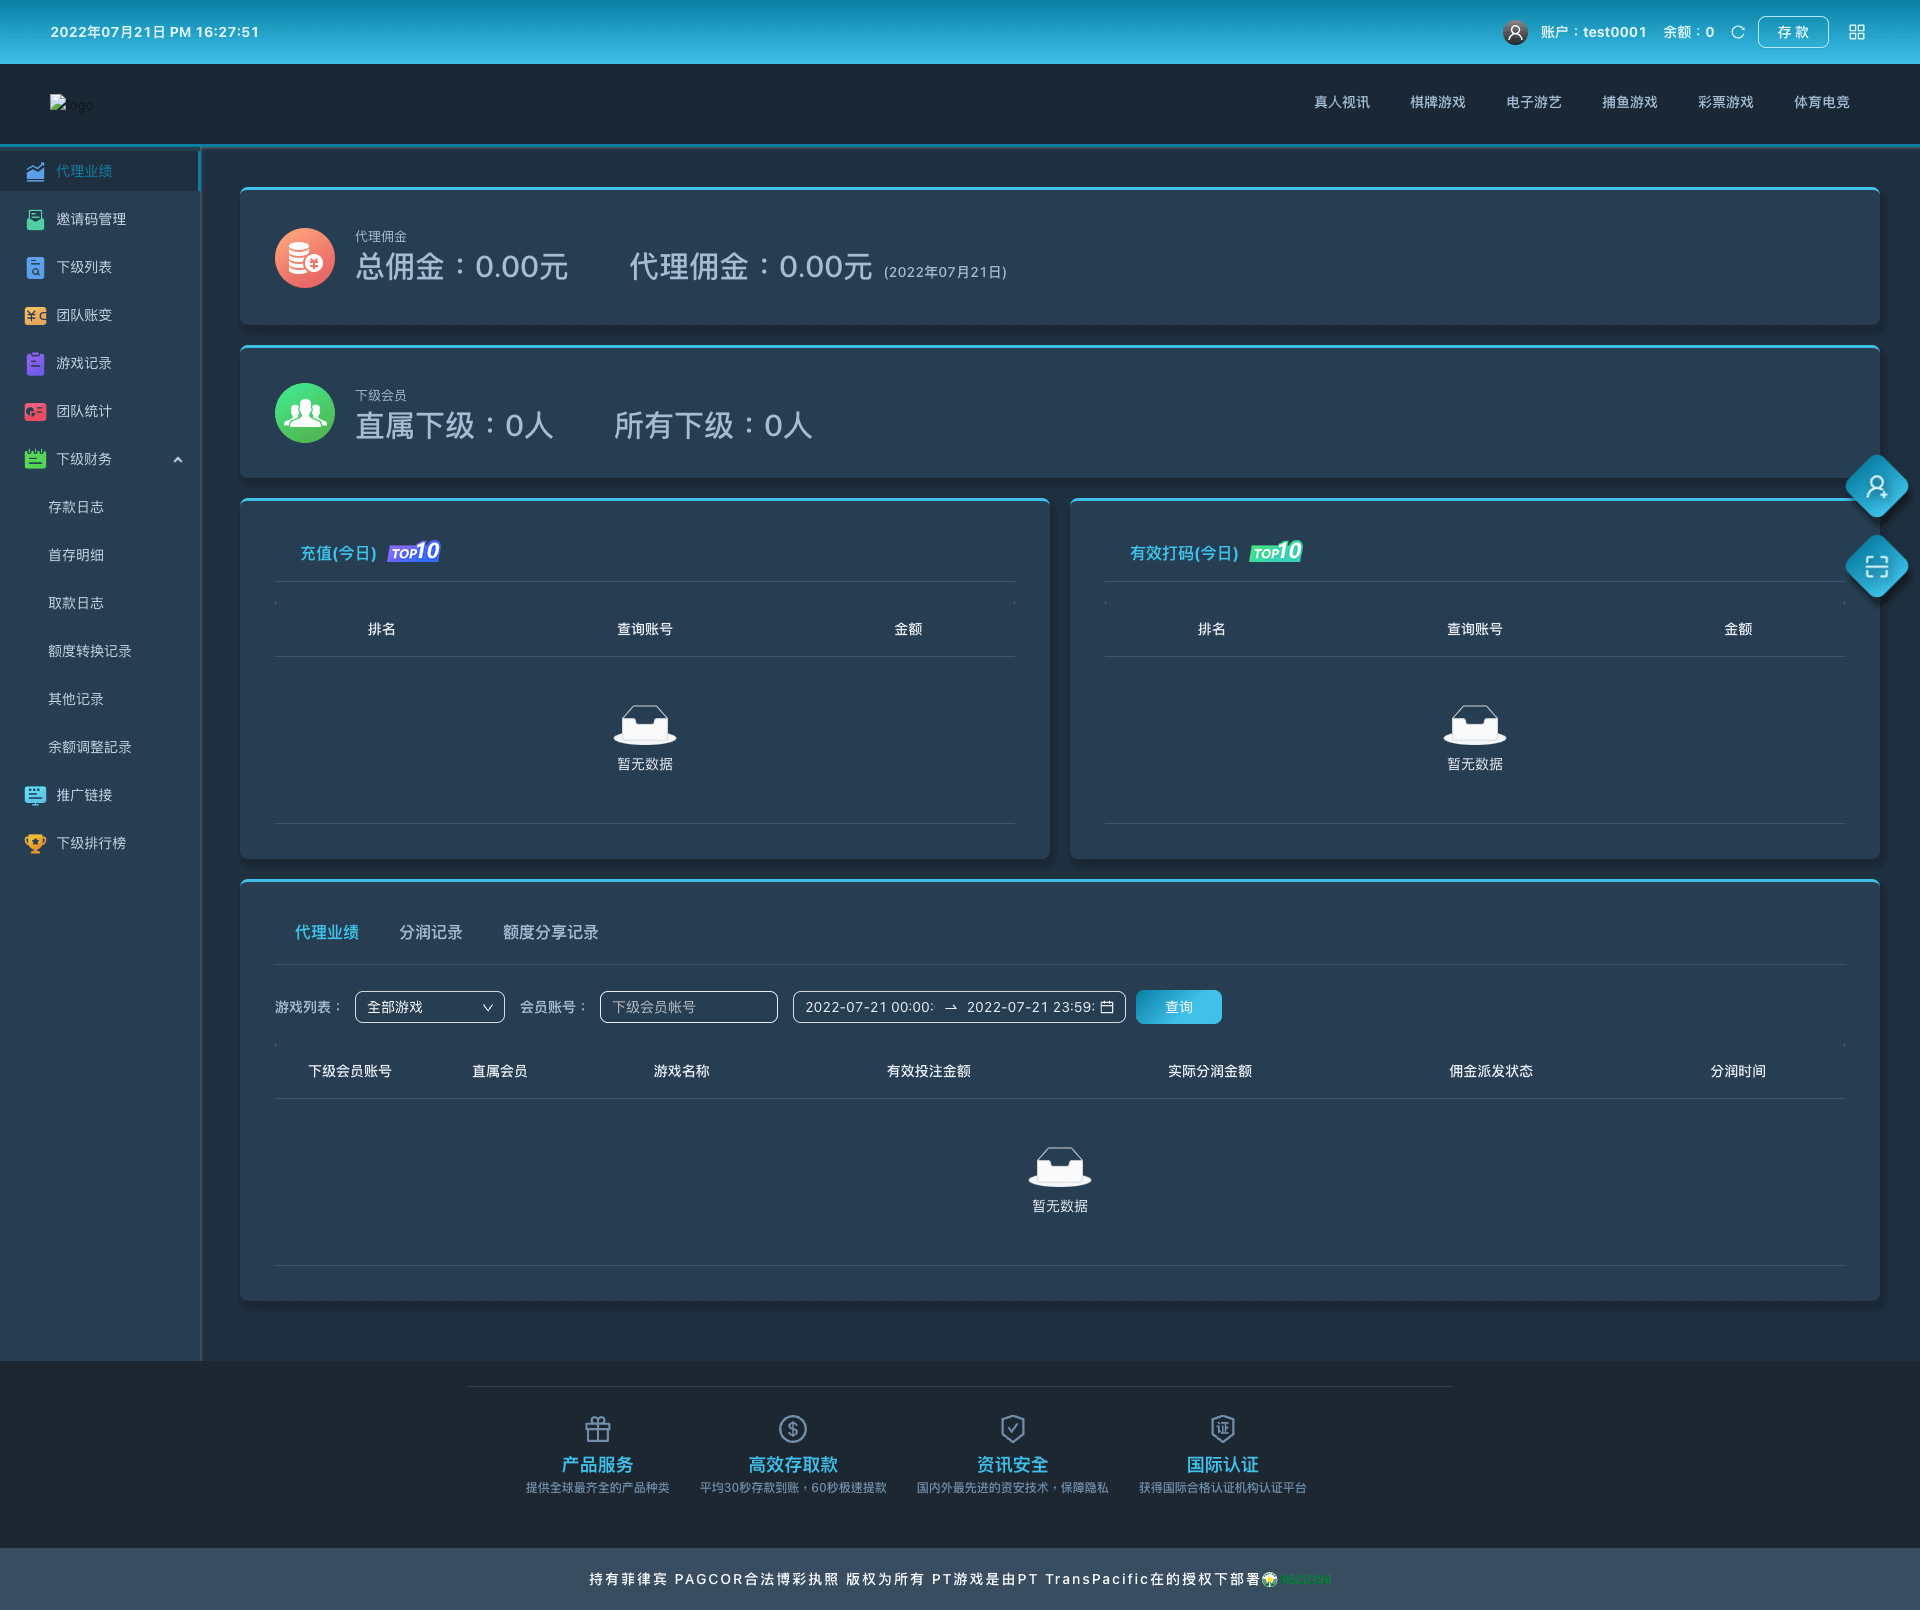 2022年07月21日 PM 16:27:51
账户：test0001 余额：0 存 款
logo
真人视讯 棋牌游戏 电子游艺 捕鱼游戏 彩票游戏 体育电竞
代理业绩
邀请码管理
下级列表
团队账变
游戏记录
团队统计
下级财务
存款日志
首存明细
取款日志
额度转换记录
其他记录
余额调整記录
推广链接
下级排行榜
代理佣金
总佣金：0.00元 代理佣金：0.00元 (2022年07月21日)
下级会员
直属下级：0人 所有下级：0人
充值(今日) TOP10
排名 查询账号 金额
暂无数据
有效打码(今日) TOP10
排名 查询账号 金额
暂无数据
代理业绩 分润记录 额度分享记录
游戏列表： 全部游戏 会员账号： 下级会员帐号 2022-07-21 00:00: 2022-07-21 23:59: 查询
下级会员账号 直属会员 游戏名称 有效投注金额 实际分润金额 佣金派发状态 分润时间
暂无数据
证
产品服务 高效存取款 资讯安全 国际认证
提供全球最齐全的产品种类 平均30秒存款到账，60秒极速提款 国内外最先进的资安技术，保障隐私 获得国际合格认证机构认证平台
持有菲律宾 PAGCOR合法博彩执照 版权为所有 PT游戏是由PT TransPacific在的授权下部署